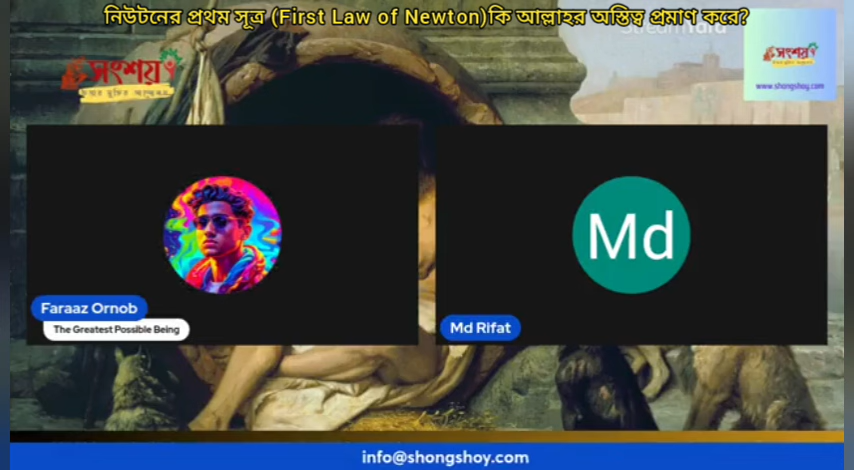 নিউটনের প্রথম সূত্র (First Law of Newton)কি আল্লাহর অস্তিত্ব প্রমাণ করে?
StreamYard
সংশয়
সংশয়
www.shongshoy.com
Md
Faraaz Ornob
The Greatest Possible Being
Md Rifat
info@shongshoy.com